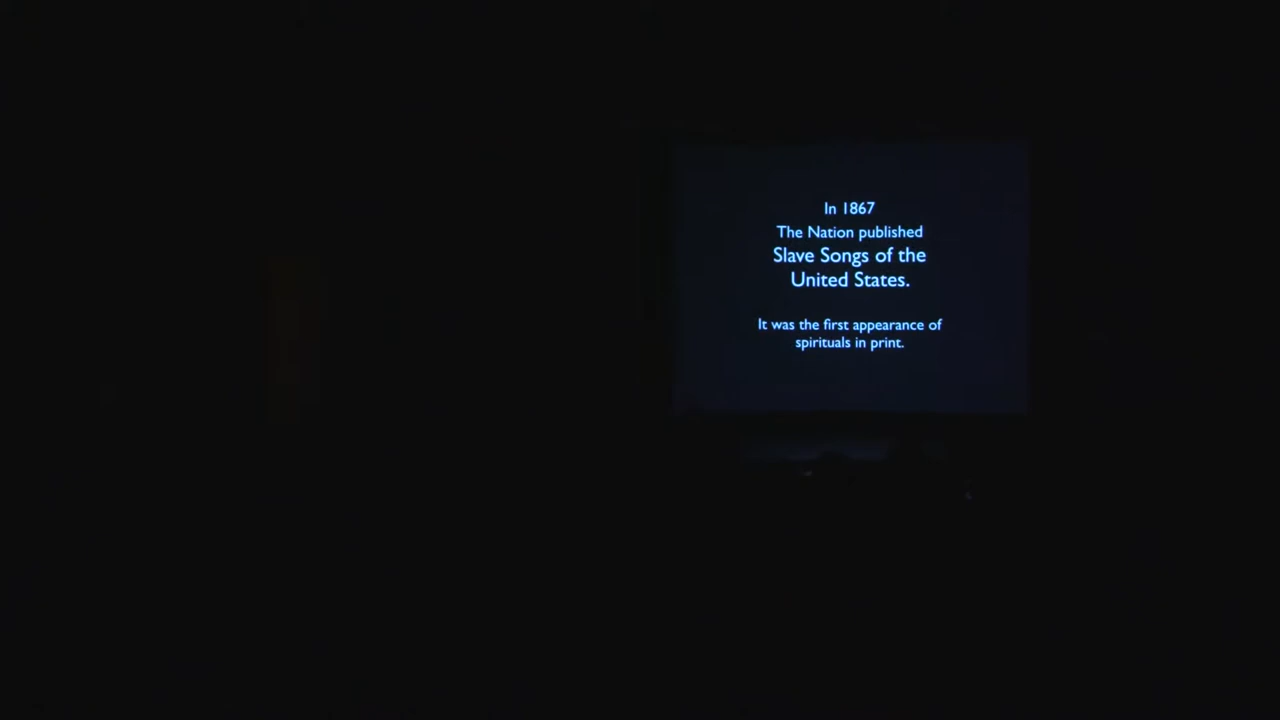 In 1867
The Nation published
Slave Songs of the
United States.
It was the first appearance of
spirituals in print.